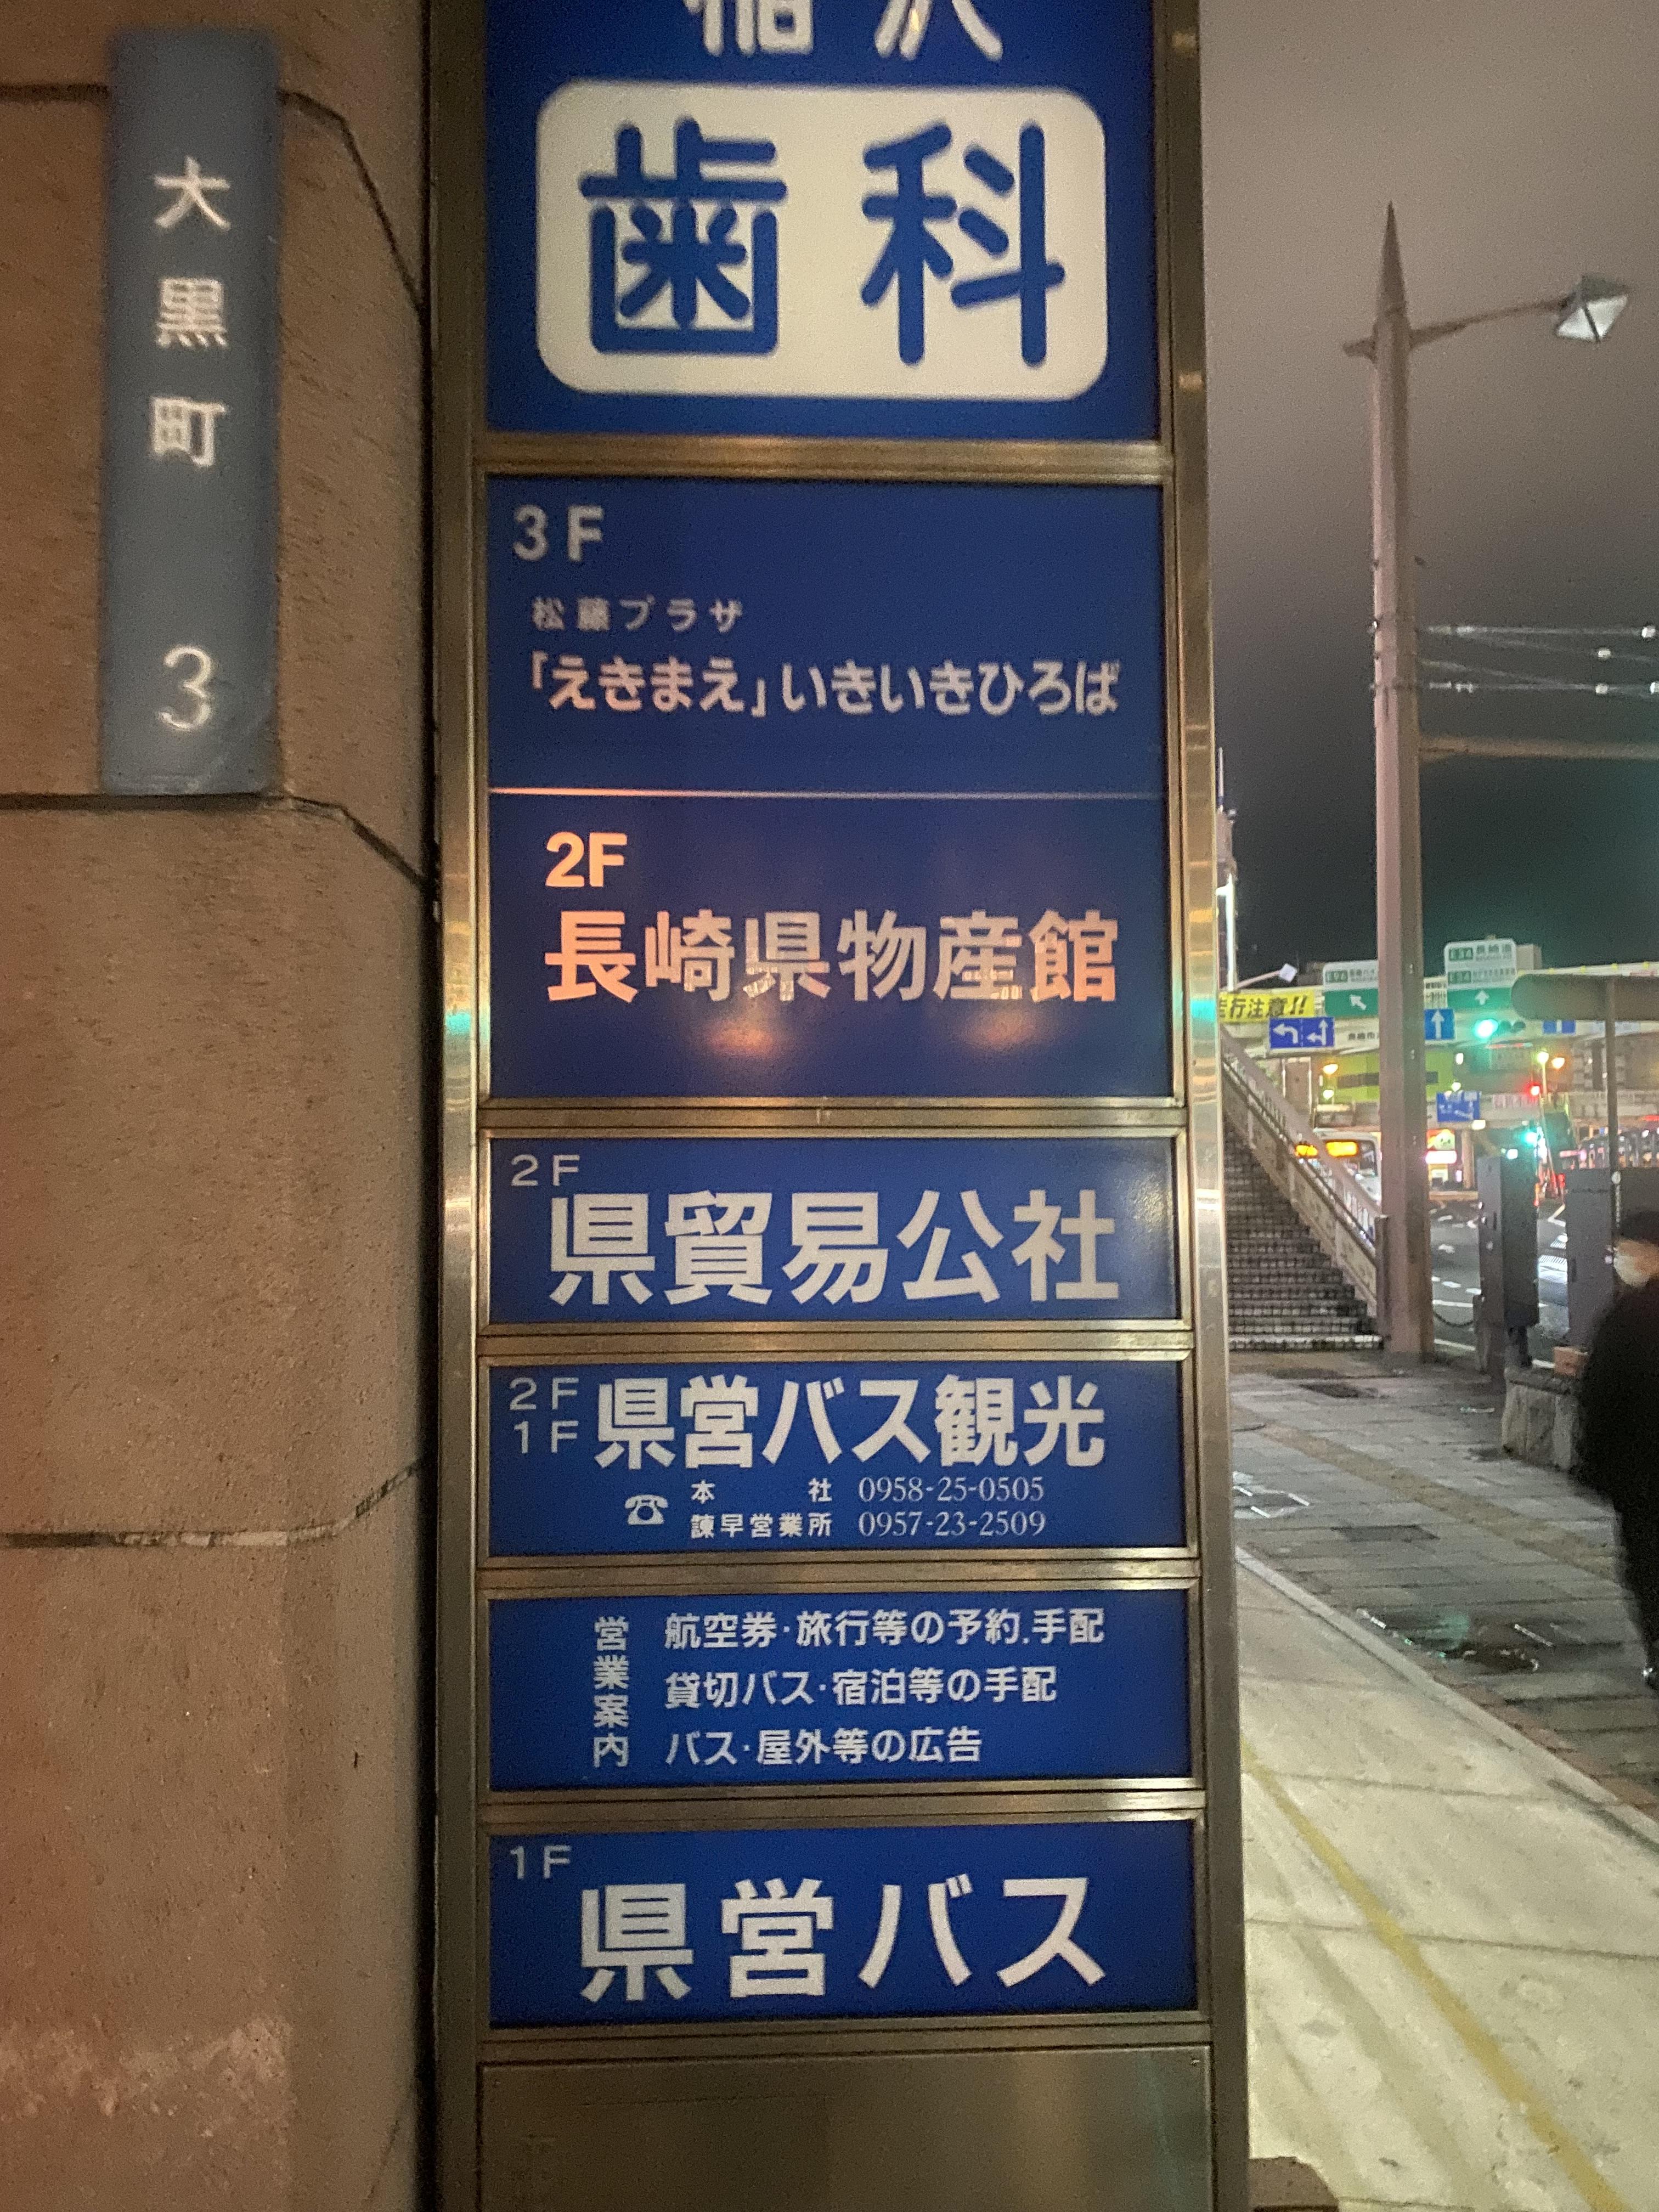 大黒町 3
歯科
3F
松藤プラザ
「えきまえ」いきいきひろば
2F
長崎県物産館
2F
県貿易公社
2F
1F
県営バス観光
本社 0958-25-0505
諫早営業所 0957-23-2509
営業案内
航空券・旅行等の予約.手配
貸切バス・宿泊等の手配
バス・屋外等の広告
1F
県営バス
行注意!!